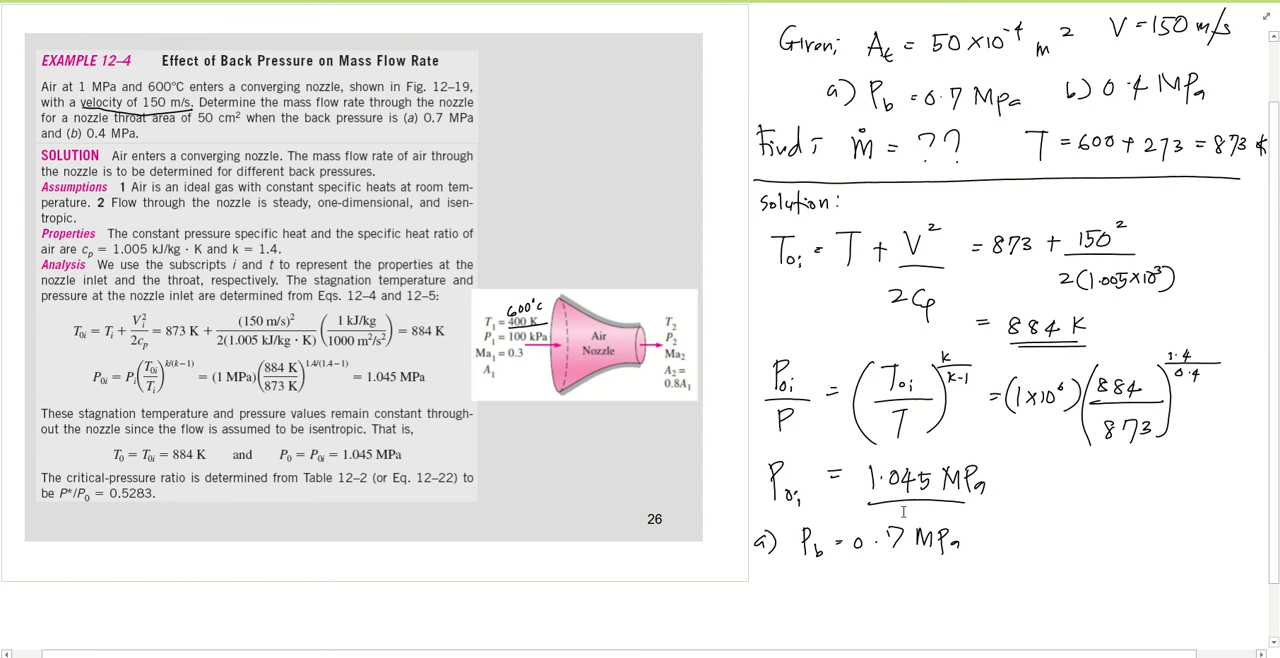 EXAMPLE 12–4 Effect of Back Pressure on Mass Flow Rate
Air at 1 MPa and 600°C enters a converging nozzle, shown in Fig. 12–19,
with a velocity of 150 m/s. Determine the mass flow rate through the nozzle
for a nozzle throat area of 50 cm² when the back pressure is (a) 0.7 MPa
and (b) 0.4 MPa.
SOLUTION Air enters a converging nozzle. The mass flow rate of air through
the nozzle is to be determined for different back pressures.
Assumptions 1 Air is an ideal gas with constant specific heats at room tem-
perature. 2 Flow through the nozzle is steady, one-dimensional, and isen-
tropic.
Properties The constant pressure specific heat and the specific heat ratio of
air are cp = 1.005 kJ/kg · K and k = 1.4.
Analysis We use the subscripts i and t to represent the properties at the
nozzle inlet and the throat, respectively. The stagnation temperature and
pressure at the nozzle inlet are determined from Eqs. 12–4 and 12–5:
T0i = Ti + Vi²/2cp = 873 K + (150 m/s)²/2(1.005 kJ/kg · K) (1 kJ/kg / 1000 m²/s²) = 884 K
P0i = Pi (T0i/Ti)^k/(k−1) = (1 MPa)(884 K/873 K)^1.4/(1.4−1) = 1.045 MPa
These stagnation temperature and pressure values remain constant through-
out the nozzle since the flow is assumed to be isentropic. That is,
T0 = T0i = 884 K and P0 = P0i = 1.045 MPa
The critical-pressure ratio is determined from Table 12–2 (or Eq. 12–22) to
be P*/P0 = 0.5283.
600°C
T1 = 400 K
P1 = 100 kPa
Ma1 = 0.3
A1
Air
Nozzle
T2
P2
Ma2
A2 =
0.8A1
26
Given; At = 50×10⁻⁴ m² V = 150 m/s
a) Pb = 0.7 MPa b) 0.4 MPa
Find; ṁ = ?? T = 600 + 273 = 873 K
Solution:
T0i = T + V²/2Cp = 873 + 150²/2(1.005×10³)
= 884 K
P0i/P = (T0i/T)^k/k-1 = (1×10⁶)(884/873)^1.4/0.4
P0i = 1.045 MPa
a) Pb = 0.7 MPa